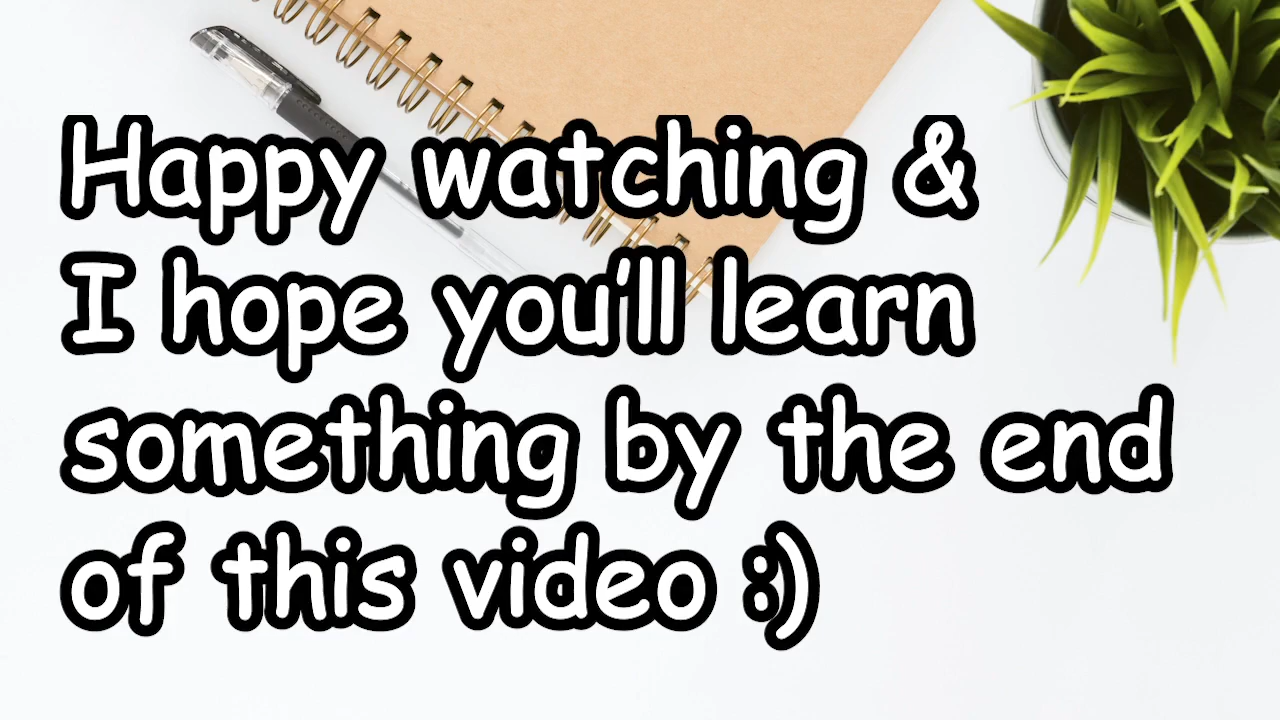 Happy watching &
I hope you'll learn
something by the end
of this video :)